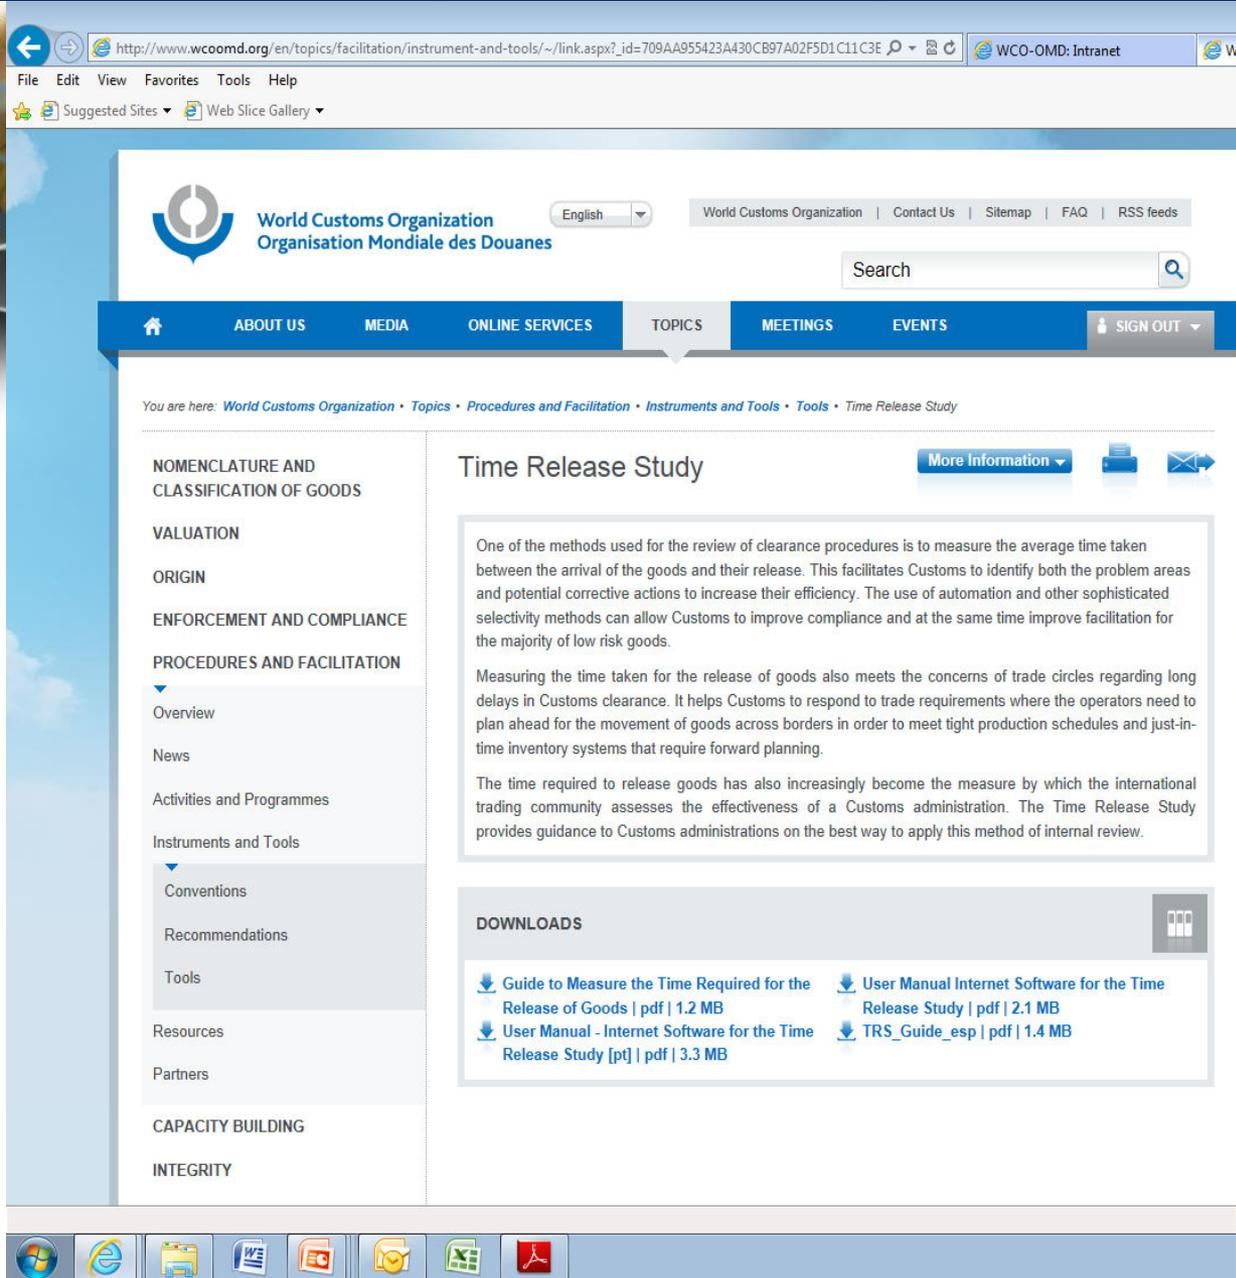 http://www.wcoomd.org/en/topics/facilitation/instrument-and-tools/~/link.aspx?_id=709AA955423A430CB97A02F5D1C11C3E
WCO-OMD: Intranet
W
File Edit View Favorites Tools Help
Suggested Sites Web Slice Gallery
World Customs Organization
Organisation Mondiale des Douanes
English
World Customs Organization | Contact Us | Sitemap | FAQ | RSS feeds
Search
ABOUT US MEDIA ONLINE SERVICES TOPICS MEETINGS EVENTS SIGN OUT
You are here: World Customs Organization • Topics • Procedures and Facilitation • Instruments and Tools • Tools • Time Release Study
NOMENCLATURE AND
CLASSIFICATION OF GOODS
VALUATION
ORIGIN
ENFORCEMENT AND COMPLIANCE
PROCEDURES AND FACILITATION
Overview
News
Activities and Programmes
Instruments and Tools
Conventions
Recommendations
Tools
Resources
Partners
CAPACITY BUILDING
INTEGRITY
Time Release Study
More Information
One of the methods used for the review of clearance procedures is to measure the average time taken
between the arrival of the goods and their release. This facilitates Customs to identify both the problem areas
and potential corrective actions to increase their efficiency. The use of automation and other sophisticated
selectivity methods can allow Customs to improve compliance and at the same time improve facilitation for
the majority of low risk goods.
Measuring the time taken for the release of goods also meets the concerns of trade circles regarding long
delays in Customs clearance. It helps Customs to respond to trade requirements where the operators need to
plan ahead for the movement of goods across borders in order to meet tight production schedules and just-in-
time inventory systems that require forward planning.
The time required to release goods has also increasingly become the measure by which the international
trading community assesses the effectiveness of a Customs administration. The Time Release Study
provides guidance to Customs administrations on the best way to apply this method of internal review.
DOWNLOADS
Guide to Measure the Time Required for the
Release of Goods | pdf | 1.2 MB
User Manual - Internet Software for the Time
Release Study [pt] | pdf | 3.3 MB
User Manual Internet Software for the Time
Release Study | pdf | 2.1 MB
TRS_Guide_esp | pdf | 1.4 MB